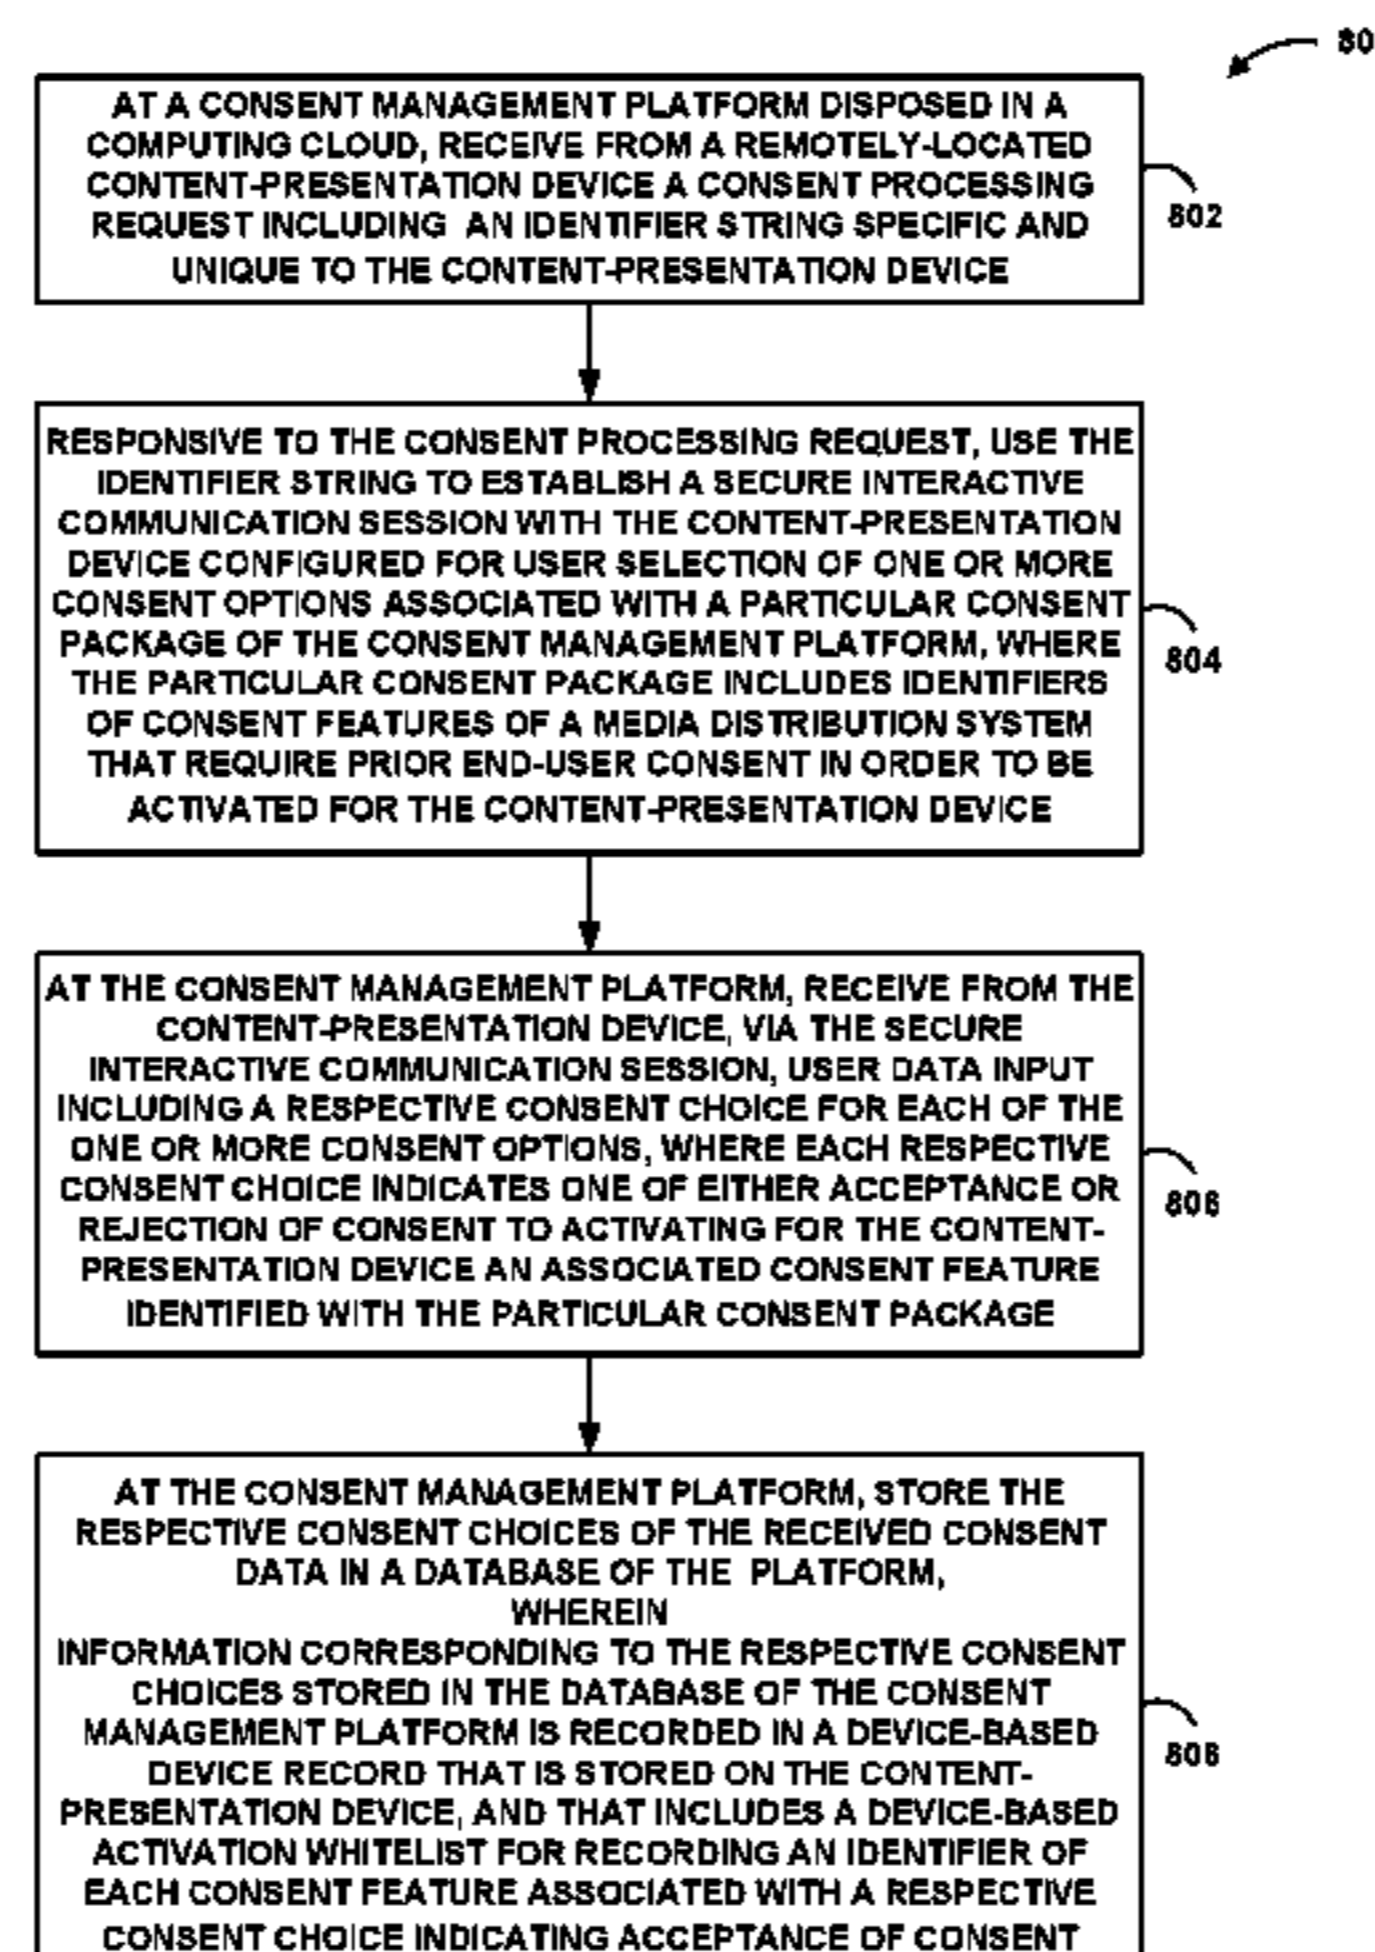 80
AT A CONSENT MANAGEMENT PLATFORM DISPOSED IN A
COMPUTING CLOUD, RECEIVE FROM A REMOTELY-LOCATED
CONTENT-PRESENTATION DEVICE A CONSENT PROCESSING
REQUEST INCLUDING AN IDENTIFIER STRING SPECIFIC AND
UNIQUE TO THE CONTENT-PRESENTATION DEVICE
802
RESPONSIVE TO THE CONSENT PROCESSING REQUEST, USE THE
IDENTIFIER STRING TO ESTABLISH A SECURE INTERACTIVE
COMMUNICATION SESSION WITH THE CONTENT-PRESENTATION
DEVICE CONFIGURED FOR USER SELECTION OF ONE OR MORE
CONSENT OPTIONS ASSOCIATED WITH A PARTICULAR CONSENT
PACKAGE OF THE CONSENT MANAGEMENT PLATFORM, WHERE
THE PARTICULAR CONSENT PACKAGE INCLUDES IDENTIFIERS
OF CONSENT FEATURES OF A MEDIA DISTRIBUTION SYSTEM
THAT REQUIRE PRIOR END-USER CONSENT IN ORDER TO BE
ACTIVATED FOR THE CONTENT-PRESENTATION DEVICE
804
AT THE CONSENT MANAGEMENT PLATFORM, RECEIVE FROM THE
CONTENT-PRESENTATION DEVICE, VIA THE SECURE
INTERACTIVE COMMUNICATION SESSION, USER DATA INPUT
INCLUDING A RESPECTIVE CONSENT CHOICE FOR EACH OF THE
ONE OR MORE CONSENT OPTIONS, WHERE EACH RESPECTIVE
CONSENT CHOICE INDICATES ONE OF EITHER ACCEPTANCE OR
REJECTION OF CONSENT TO ACTIVATING FOR THE CONTENT-
PRESENTATION DEVICE AN ASSOCIATED CONSENT FEATURE
IDENTIFIED WITH THE PARTICULAR CONSENT PACKAGE
806
AT THE CONSENT MANAGEMENT PLATFORM, STORE THE
RESPECTIVE CONSENT CHOICES OF THE RECEIVED CONSENT
DATA IN A DATABASE OF THE PLATFORM,
WHEREIN
INFORMATION CORRESPONDING TO THE RESPECTIVE CONSENT
CHOICES STORED IN THE DATABASE OF THE CONSENT
MANAGEMENT PLATFORM IS RECORDED IN A DEVICE-BASED
DEVICE RECORD THAT IS STORED ON THE CONTENT-
PRESENTATION DEVICE, AND THAT INCLUDES A DEVICE-BASED
ACTIVATION WHITELIST FOR RECORDING AN IDENTIFIER OF
EACH CONSENT FEATURE ASSOCIATED WITH A RESPECTIVE
CONSENT CHOICE INDICATING ACCEPTANCE OF CONSENT
808